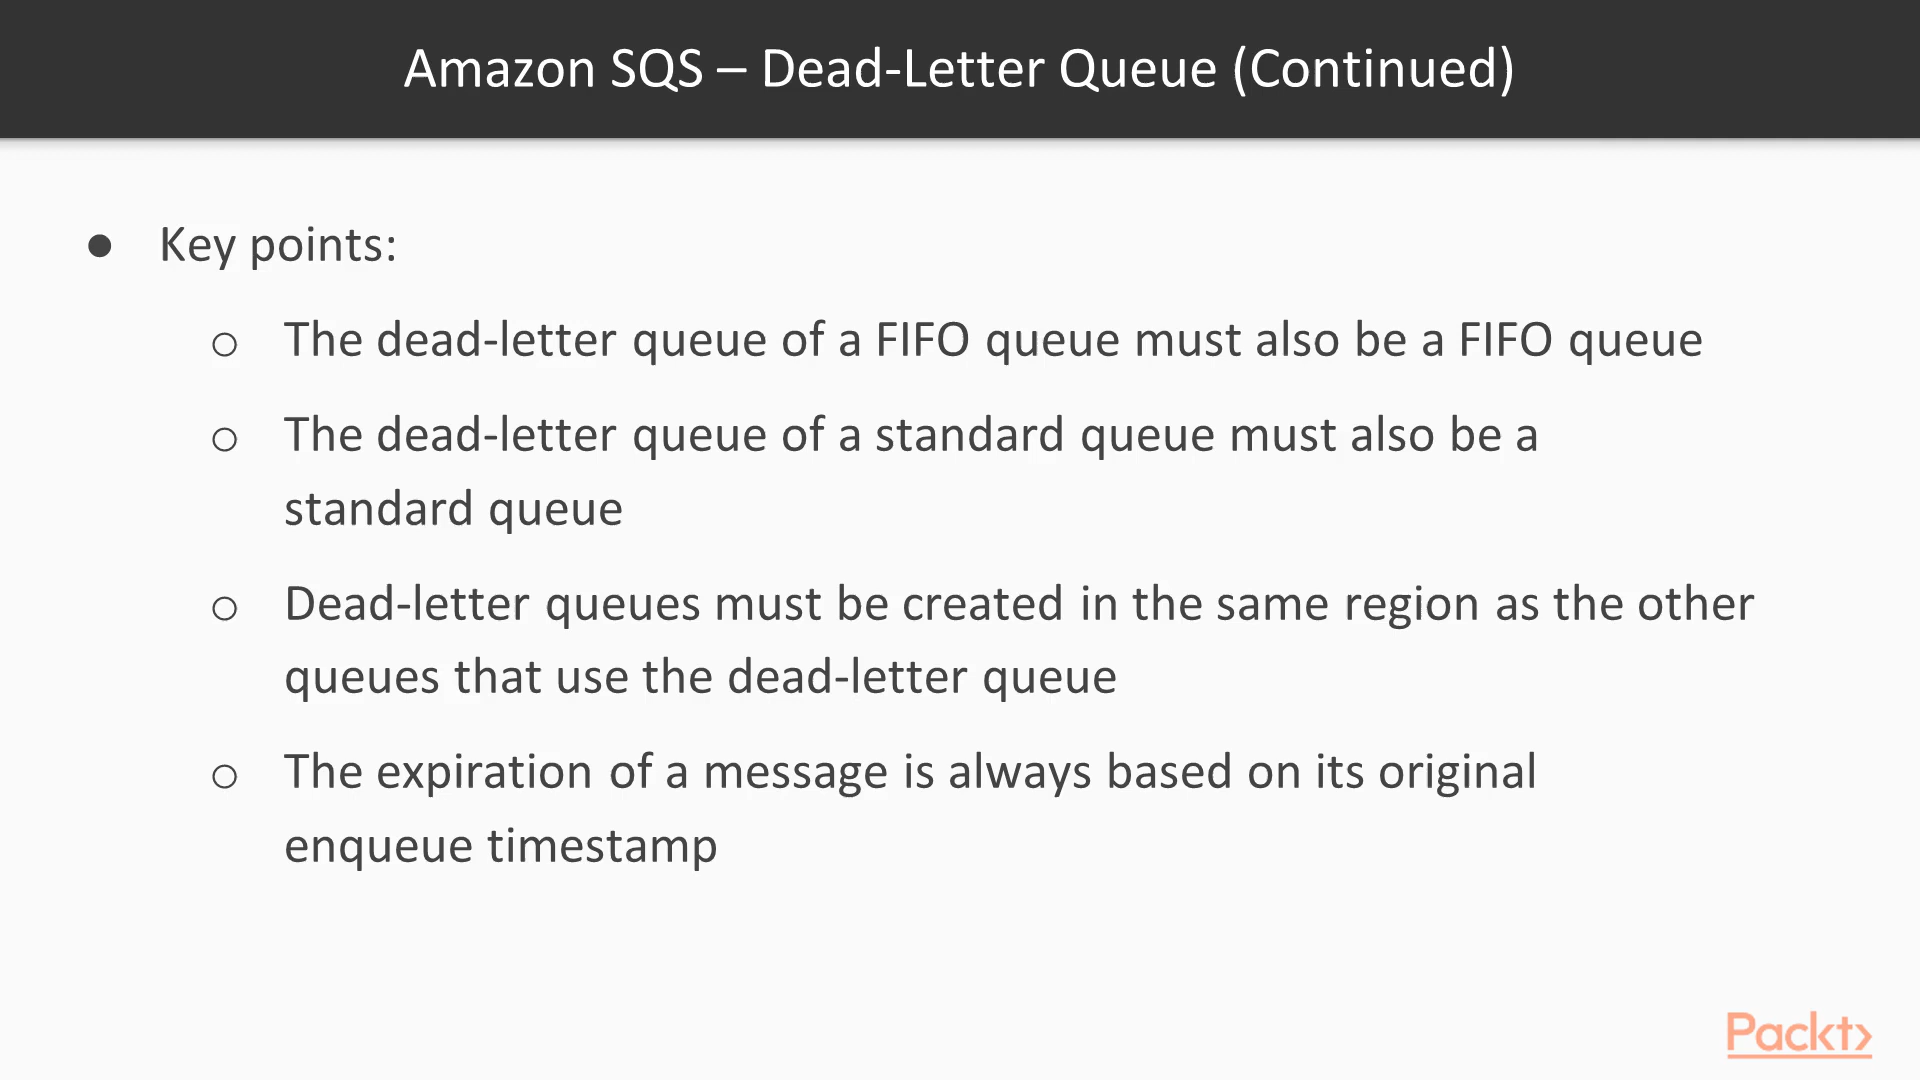 Amazon SQS – Dead-Letter Queue (Continued)
● Key points:
○ The dead-letter queue of a FIFO queue must also be a FIFO queue
○ The dead-letter queue of a standard queue must also be a
standard queue
○ Dead-letter queues must be created in the same region as the other
queues that use the dead-letter queue
○ The expiration of a message is always based on its original
enqueue timestamp
Packt>